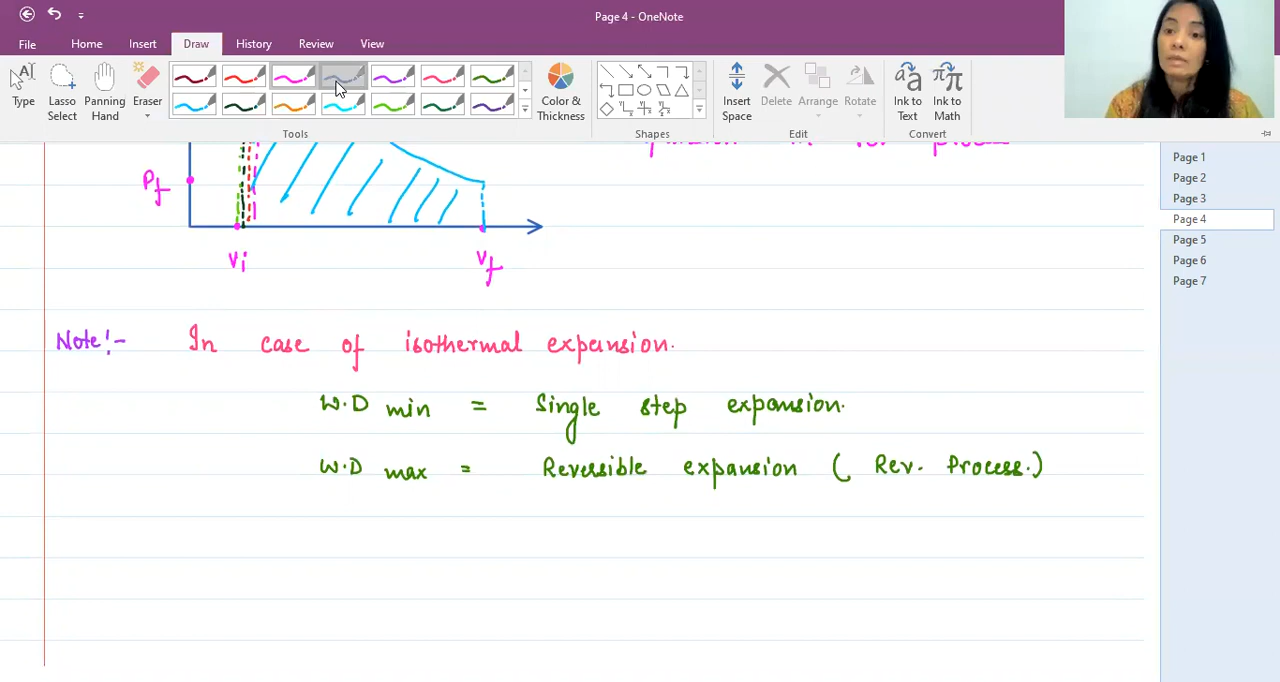 Page 4 - OneNote
File Home Insert Draw History Review View
Type Lasso Select Panning Hand Eraser Color & Thickness Insert Space Delete Arrange Rotate Ink to Text Ink to Math
Tools Shapes Edit Convert
Page 1
Page 2
Page 3
Page 4
Page 5
Page 6
Page 7
Pf
Vi Vf
Note!- In case of isothermal expansion.
W.D min = Single step expansion.
W.D max = Reversible expansion ( Rev. Process.)